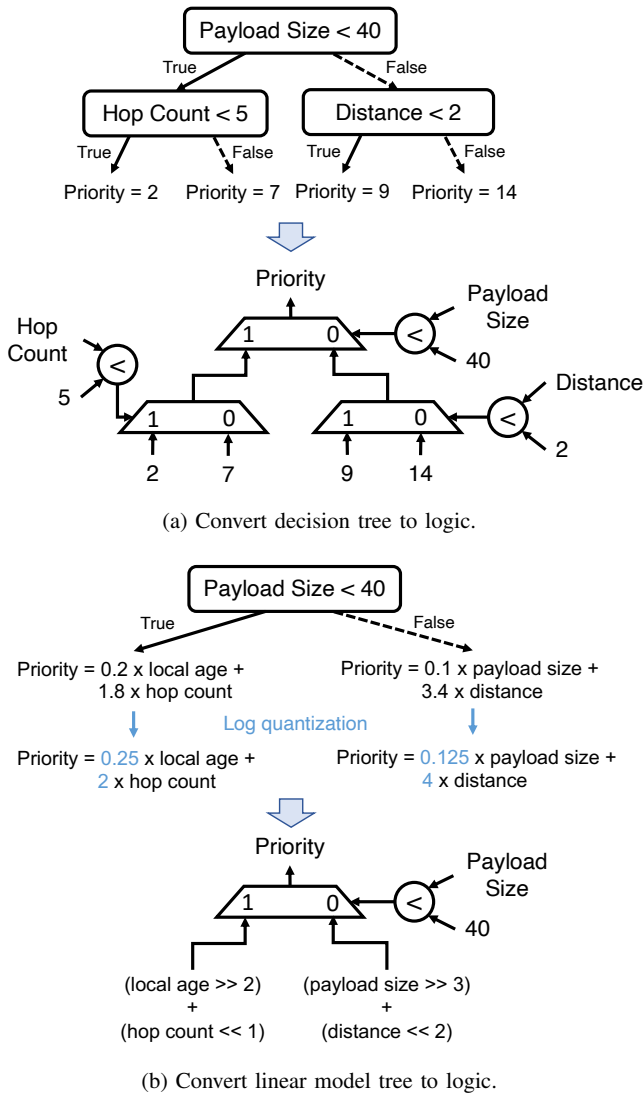 Payload Size < 40
True
False
Hop Count < 5
Distance < 2
True
False
True
False
Priority = 2
Priority = 7
Priority = 9
Priority = 14
Priority
Payload
Size
Hop
Count
<
1
0
<
40
5
Distance
1
0
1
0
<
2
2
7
9
14
(a) Convert decision tree to logic.
Payload Size < 40
True
False
Priority = 0.2 x local age +
1.8 x hop count
Priority = 0.1 x payload size +
3.4 x distance
Log quantization
Priority = 0.25 x local age +
2 x hop count
Priority = 0.125 x payload size +
4 x distance
Priority
Payload
Size
1
0
<
40
(local age >> 2)
+
(hop count << 1)
(payload size >> 3)
+
(distance << 2)
(b) Convert linear model tree to logic.